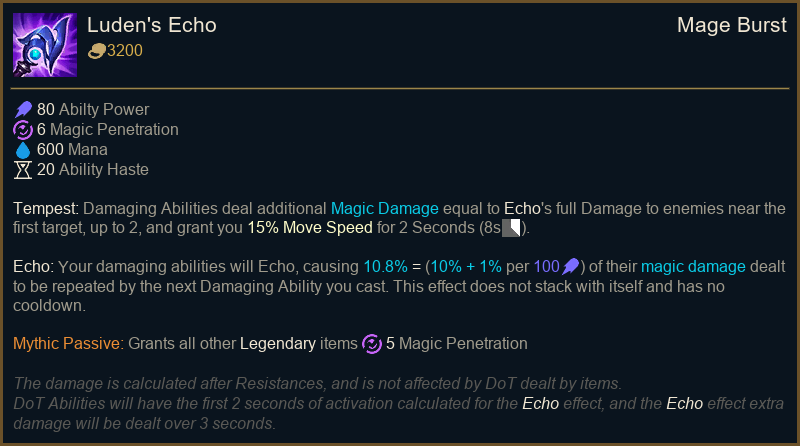 Luden's Echo
Mage Burst
3200
80 Abilty Power
6 Magic Penetration
600 Mana
20 Ability Haste
Tempest: Damaging Abilities deal additional Magic Damage equal to Echo's full Damage to enemies near the
first target, up to 2, and grant you 15% Move Speed for 2 Seconds (8s).
Echo: Your damaging abilities will Echo, causing 10.8% = (10% + 1% per 100) of their magic damage dealt
to be repeated by the next Damaging Ability you cast. This effect does not stack with itself and has no
cooldown.
Mythic Passive: Grants all other Legendary items 5 Magic Penetration
The damage is calculated after Resistances, and is not affected by DoT dealt by items.
DoT Abilities will have the first 2 seconds of activation calculated for the Echo effect, and the Echo effect extra
damage will be dealt over 3 seconds.